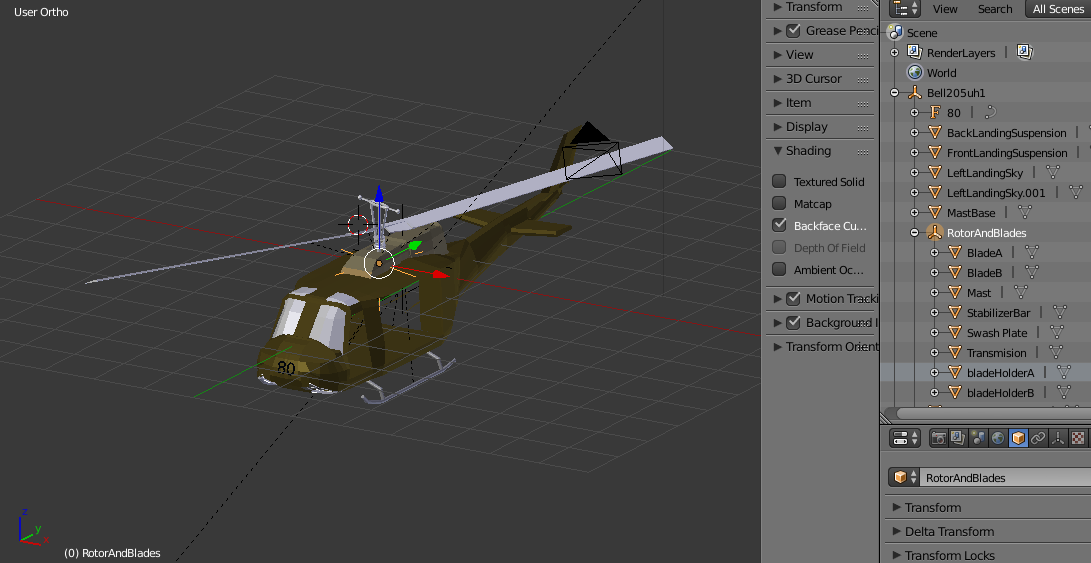 User Ortho
80
z
y
(0) RotorAndBlades
Transform
Grease Penci
View
3D Cursor
Item
Display
Shading
Textured Solid
Matcap
Backface Cu...
Depth Of Field
Ambient Oc...
Motion Tracki
Background I
Transform Orient
View Search All Scenes
Scene
RenderLayers
World
Bell205uh1
F 80
BackLandingSuspension
FrontLandingSuspension
LeftLandingSky
LeftLandingSky.001
MastBase
RotorAndBlades
BladeA
BladeB
Mast
StabilizerBar
Swash Plate
Transmision
bladeHolderA
bladeHolderB
RotorAndBlades
Transform
Delta Transform
Transform Locks